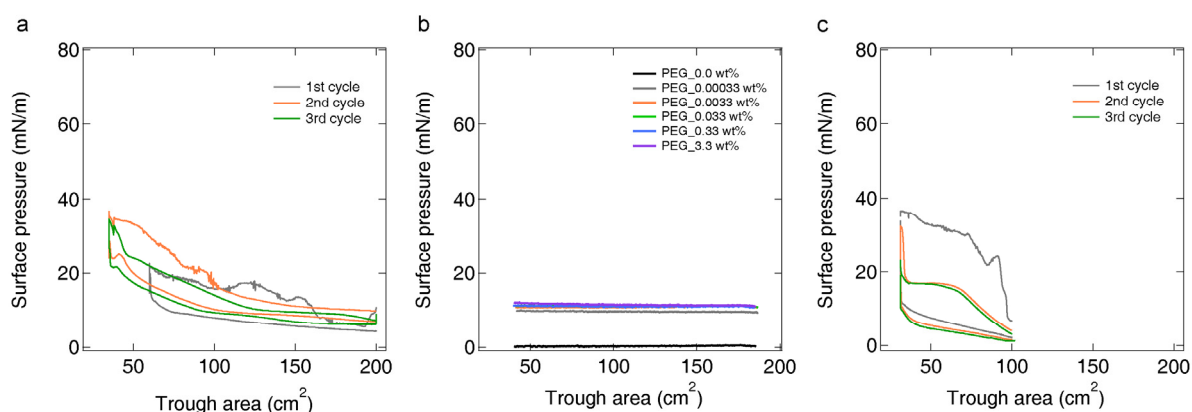 a
Surface pressure (mN/m)
80
60
40
20
0
50
100
150
200
Trough area (cm²)
1st cycle
2nd cycle
3rd cycle
b
Surface pressure (mN/m)
80
60
40
20
0
50
100
150
200
Trough area (cm²)
PEG_0.0 wt%
PEG_0.00033 wt%
PEG_0.0033 wt%
PEG_0.033 wt%
PEG_0.33 wt%
PEG_3.3 wt%
c
Surface pressure (mN/m)
80
60
40
20
0
50
100
150
200
Trough area (cm²)
1st cycle
2nd cycle
3rd cycle